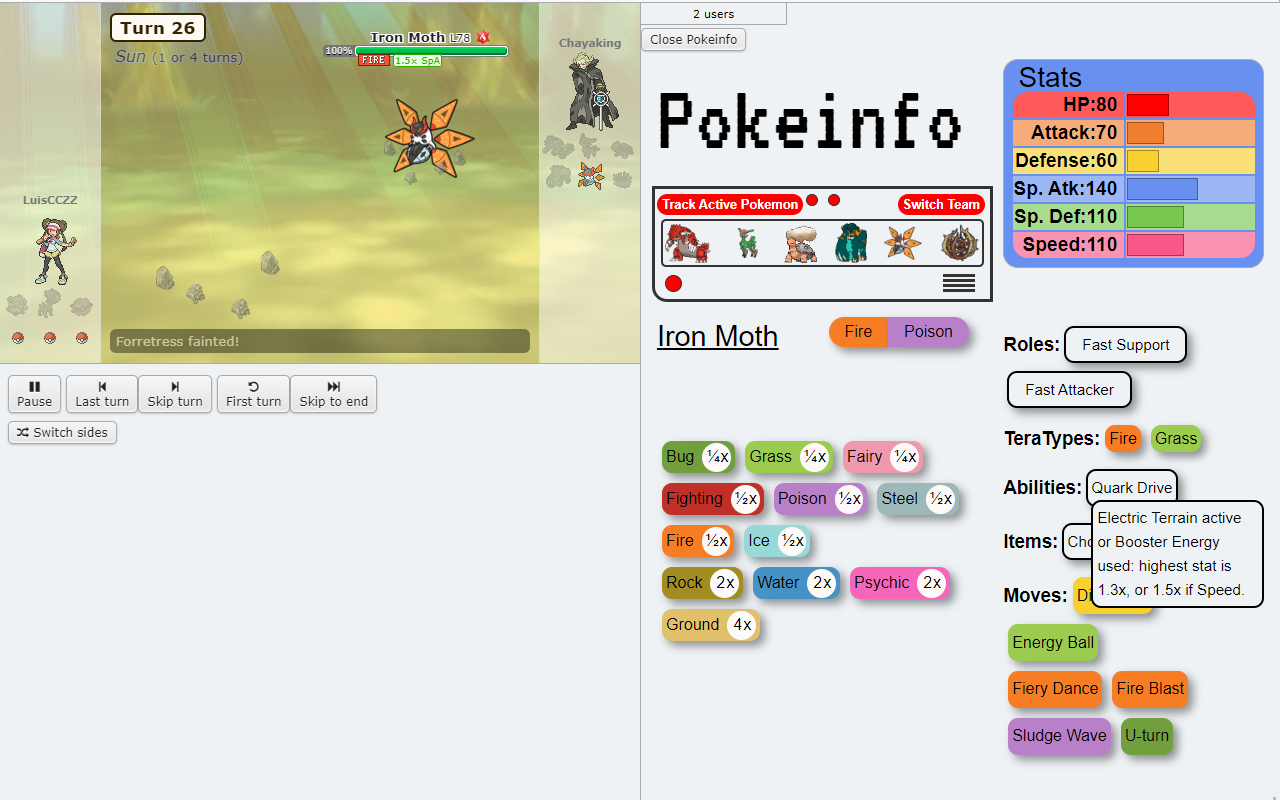 Turn 26
Sun (1 or 4 turns)
Iron Moth L78
100%
FIRE 1.5x SpA
Chayaking
LuisCCZZ
Forretress fainted!
Pause
Last turn
Skip turn
First turn
Skip to end
Switch sides
2 users
Close Pokeinfo
Pokeinfo
Track Active Pokemon
Switch Team
Iron Moth
Fire Poison
Bug ¼x Grass ¼x Fairy ¼x
Fighting ½x Poison ½x Steel ½x
Fire ½x Ice ½x
Rock 2x Water 2x Psychic 2x
Ground 4x
Stats
HP:80
Attack:70
Defense:60
Sp. Atk:140
Sp. Def:110
Speed:110
Roles: Fast Support
Fast Attacker
TeraTypes: Fire Grass
Abilities: Quark Drive
Electric Terrain active
or Booster Energy
used: highest stat is
1.3x, or 1.5x if Speed.
Items:
Moves:
Energy Ball
Fiery Dance Fire Blast
Sludge Wave U-turn